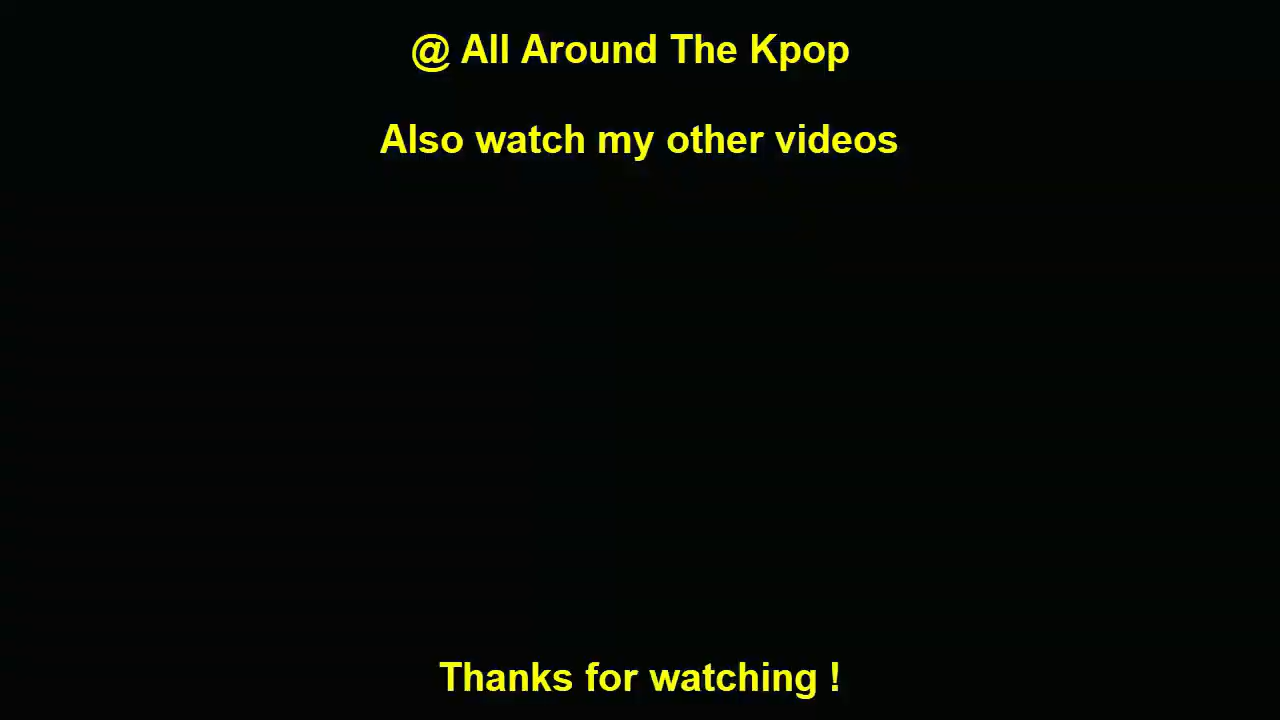 @ All Around The Kpop
Also watch my other videos
Thanks for watching !